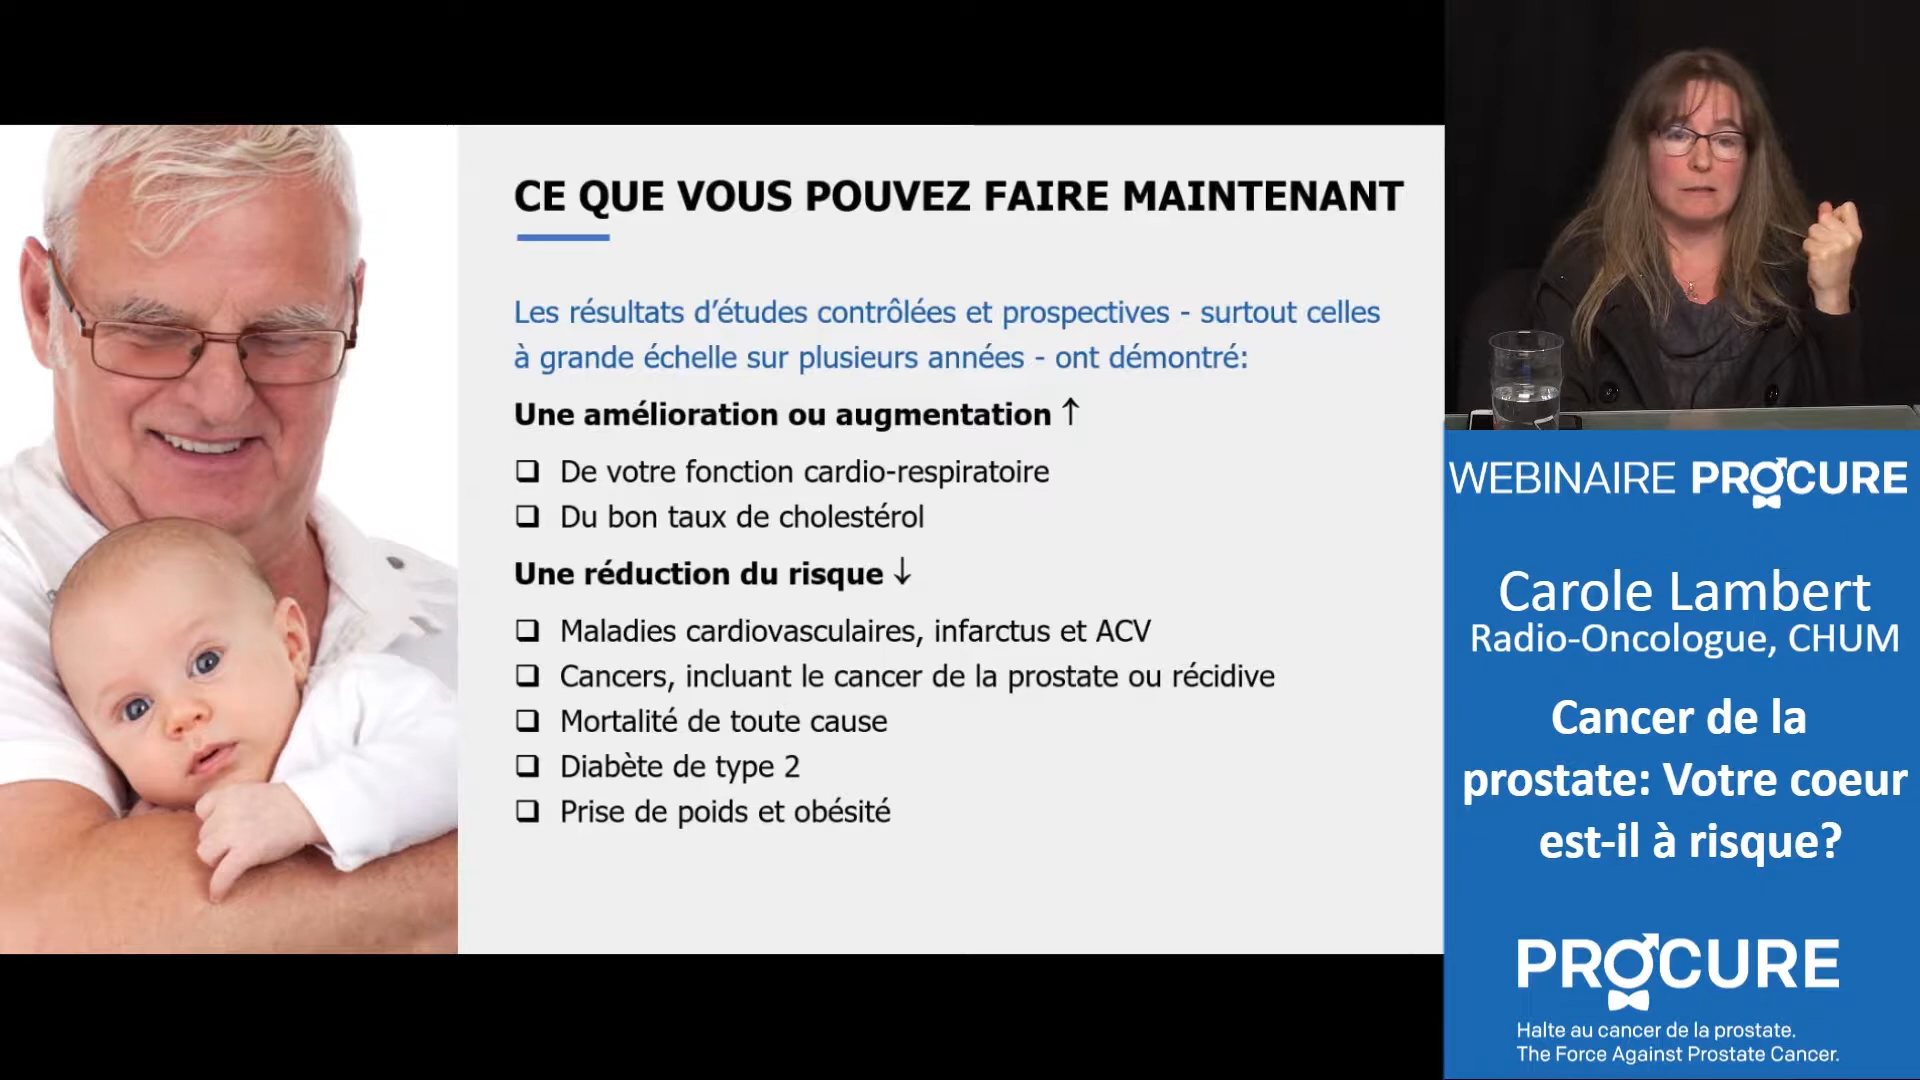 CE QUE VOUS POUVEZ FAIRE MAINTENANT
Les résultats d’études contrôlées et prospectives - surtout celles
à grande échelle sur plusieurs années - ont démontré:
Une amélioration ou augmentation ↑
❑ De votre fonction cardio-respiratoire
❑ Du bon taux de cholestérol
Une réduction du risque ↓
❑ Maladies cardiovasculaires, infarctus et ACV
❑ Cancers, incluant le cancer de la prostate ou récidive
❑ Mortalité de toute cause
❑ Diabète de type 2
❑ Prise de poids et obésité
WEBINAIRE PROCURE
Carole Lambert
Radio-Oncologue, CHUM
Cancer de la
prostate: Votre coeur
est-il à risque?
PROCURE
Halte au cancer de la prostate.
The Force Against Prostate Cancer.